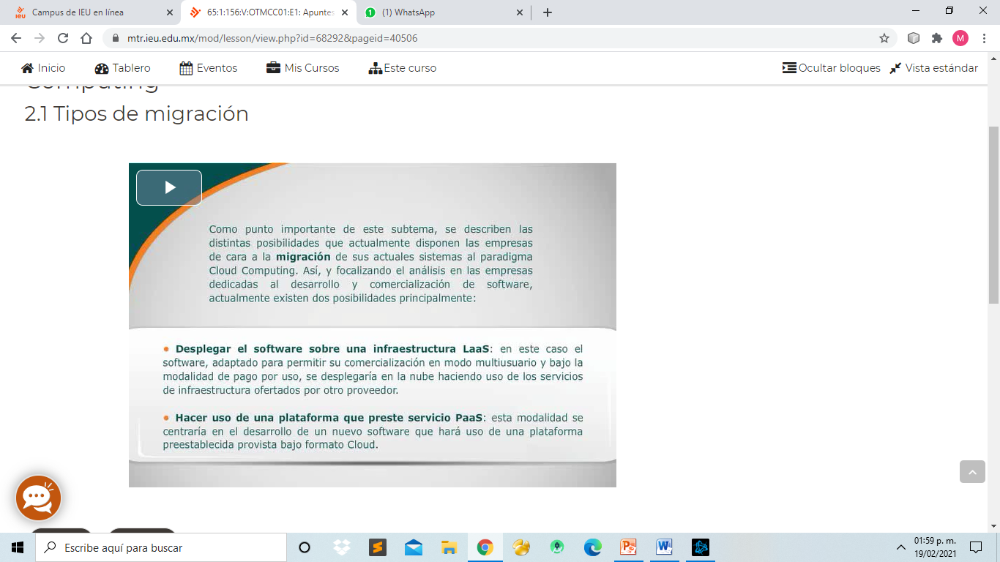 ieu
Campus de IEU en línea
65:1:156:V:OTMCC01:E1: Apuntes
1
(1) WhatsApp
mtr.ieu.edu.mx/mod/lesson/view.php?id=68292&pageid=40506
M
Inicio
Tablero
Eventos
Mis Cursos
Este curso
Ocultar bloques
Vista estándar
Computing
2.1 Tipos de migración
Como punto importante de este subtema, se describen las
distintas posibilidades que actualmente disponen las empresas
de cara a la migración de sus actuales sistemas al paradigma
Cloud Computing. Así, y focalizando el análisis en las empresas
dedicadas al desarrollo y comercialización de software,
actualmente existen dos posibilidades principalmente:
• Desplegar el software sobre una infraestructura LaaS: en este caso el
software, adaptado para permitir su comercialización en modo multiusuario y bajo la
modalidad de pago por uso, se desplegaría en la nube haciendo uso de los servicios
de infraestructura ofertados por otro proveedor.
• Hacer uso de una plataforma que preste servicio PaaS: esta modalidad se
centraría en el desarrollo de un nuevo software que hará uso de una plataforma
preestablecida provista bajo formato Cloud.
Escribe aquí para buscar
01:59 p. m.
19/02/2021